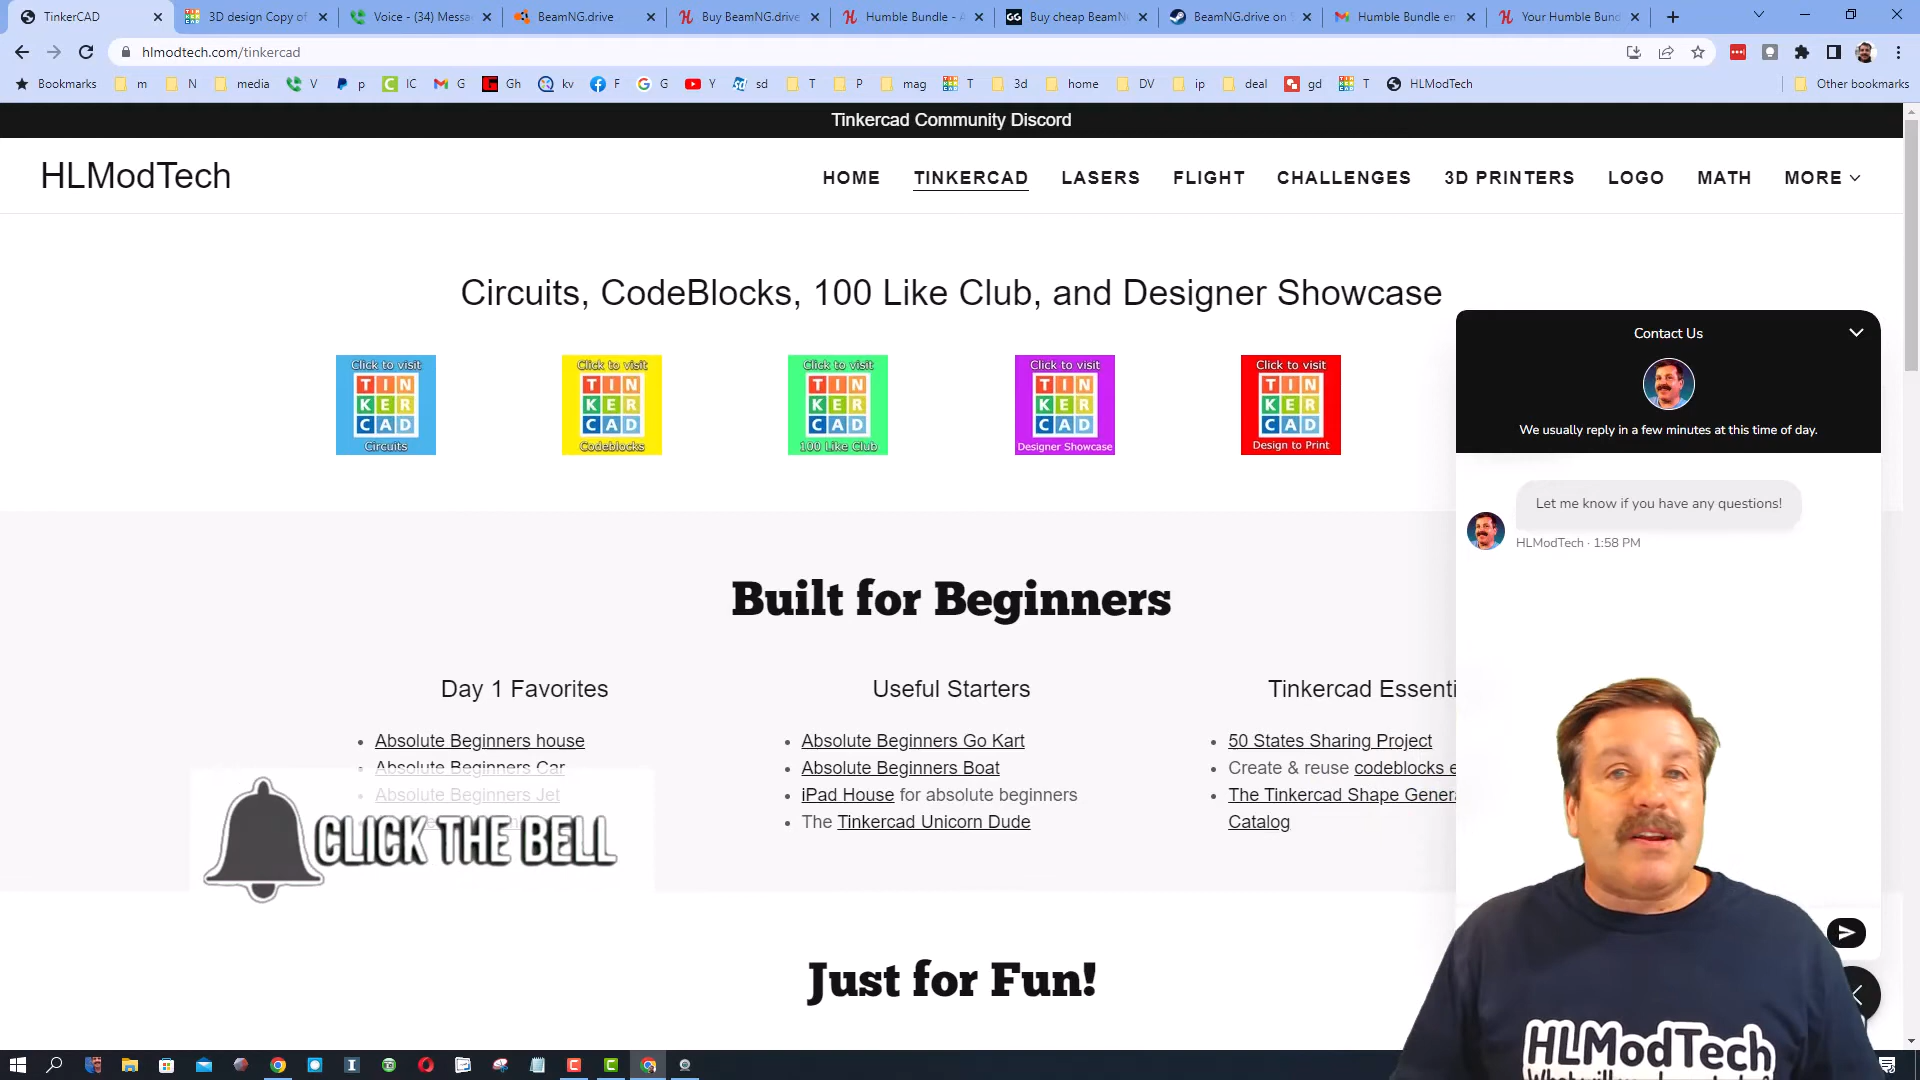 TinkerCAD
3D design Copy of
Voice - (34) Messa
BeamNG.drive
Buy BeamNG.drive
Humble Bundle - A
Buy cheap BeamN
BeamNG.drive on S
Humble Bundle en
Your Humble Bund
hlmodtech.com/tinkercad
Bookmarks
m
N
media
V
p
IC
G
Gh
kv
F
G
Y
sd
T
P
mag
T
3d
home
DV
ip
deal
gd
T
HLModTech
Other bookmarks
Tinkercad Community Discord
HLModTech
HOME
TINKERCAD
LASERS
FLIGHT
CHALLENGES
3D PRINTERS
LOGO
MATH
MORE
Circuits, CodeBlocks, 100 Like Club, and Designer Showcase
Click to visit
TIN
KER
CAD
Circuits
Click to visit
TIN
KER
CAD
Codeblocks
Click to visit
TIN
KER
CAD
100 Like Club
Click to visit
TIN
KER
CAD
Designer Showcase
Click to visit
TIN
KER
CAD
Design to Print
Contact Us
We usually reply in a few minutes at this time of day.
Let me know if you have any questions!
HLModTech · 1:58 PM
Built for Beginners
Day 1 Favorites
Absolute Beginners house
Absolute Beginners Car
Absolute Beginners Jet
CLICK THE BELL
Useful Starters
Absolute Beginners Go Kart
Absolute Beginners Boat
iPad House for absolute beginners
The Tinkercad Unicorn Dude
Tinkercad Essenti
50 States Sharing Project
Create & reuse codeblocks e
The Tinkercad Shape Genera
Catalog
Just for Fun!
HLModTech